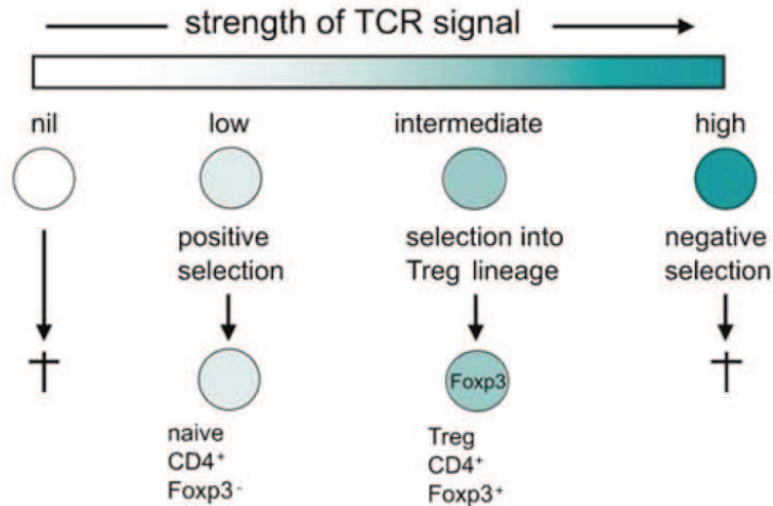 strength of TCR signal
nil low intermediate high
positive selection into negative
selection Treg lineage selection
Foxp3
naive Treg
CD4⁺ CD4⁺
Foxp3⁻ Foxp3⁺